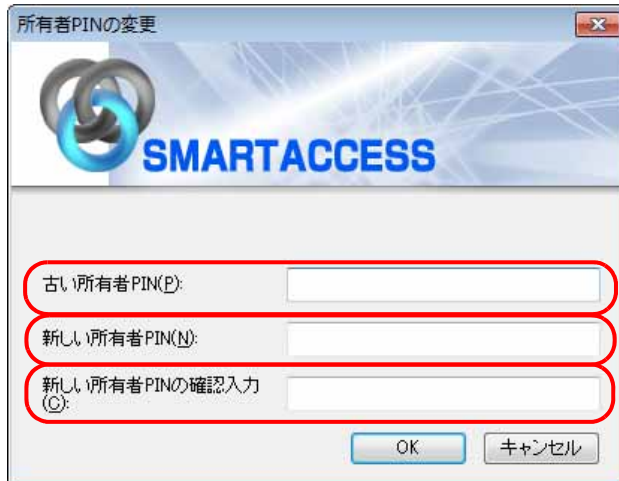 所有者PINの変更
SMARTACCESS
古い所有者PIN(P):
新しい所有者PIN(N):
新しい所有者PINの確認入力
(C):
OK
キャンセル